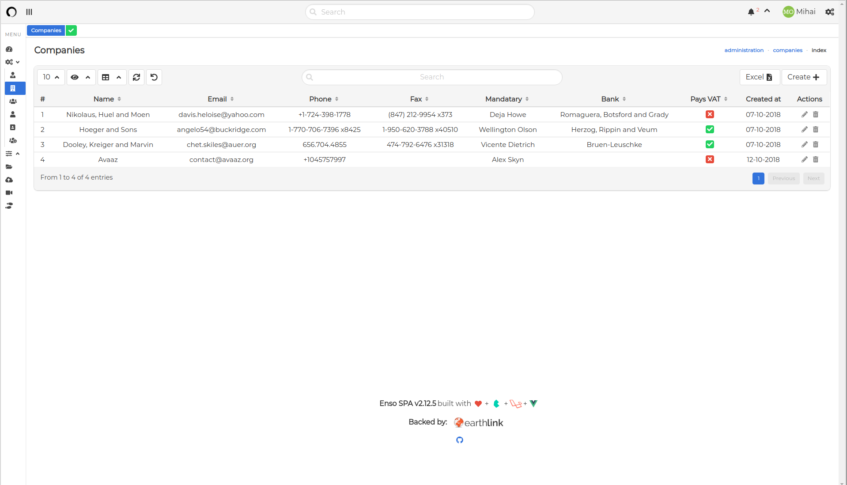 Search
2
MO Mihai
MENU
Companies
Companies
administration companies index
10
Search
Excel Create
# Name Email Phone Fax Mandatary Bank Pays VAT Created at Actions
1 Nikolaus, Huel and Moen davis.heloise@yahoo.com +1-724-398-1778 (847) 212-9954 x373 Deja Howe Romaguera, Botsford and Grady 07-10-2018
2 Hoeger and Sons angelo54@buckridge.com 1-770-706-7396 x8425 1-950-620-3788 x40510 Wellington Olson Herzog, Rippin and Veum 07-10-2018
3 Dooley, Kreiger and Marvin chet.skiles@auer.org 656.704.4855 474-792-6476 x31318 Vicente Dietrich Bruen-Leuschke 07-10-2018
4 Avaaz contact@avaaz.org +1045757997 Alex Skyn 12-10-2018
From 1 to 4 of 4 entries
1 Previous Next
Enso SPA v2.12.5 built with + + +
Backed by: earthlink